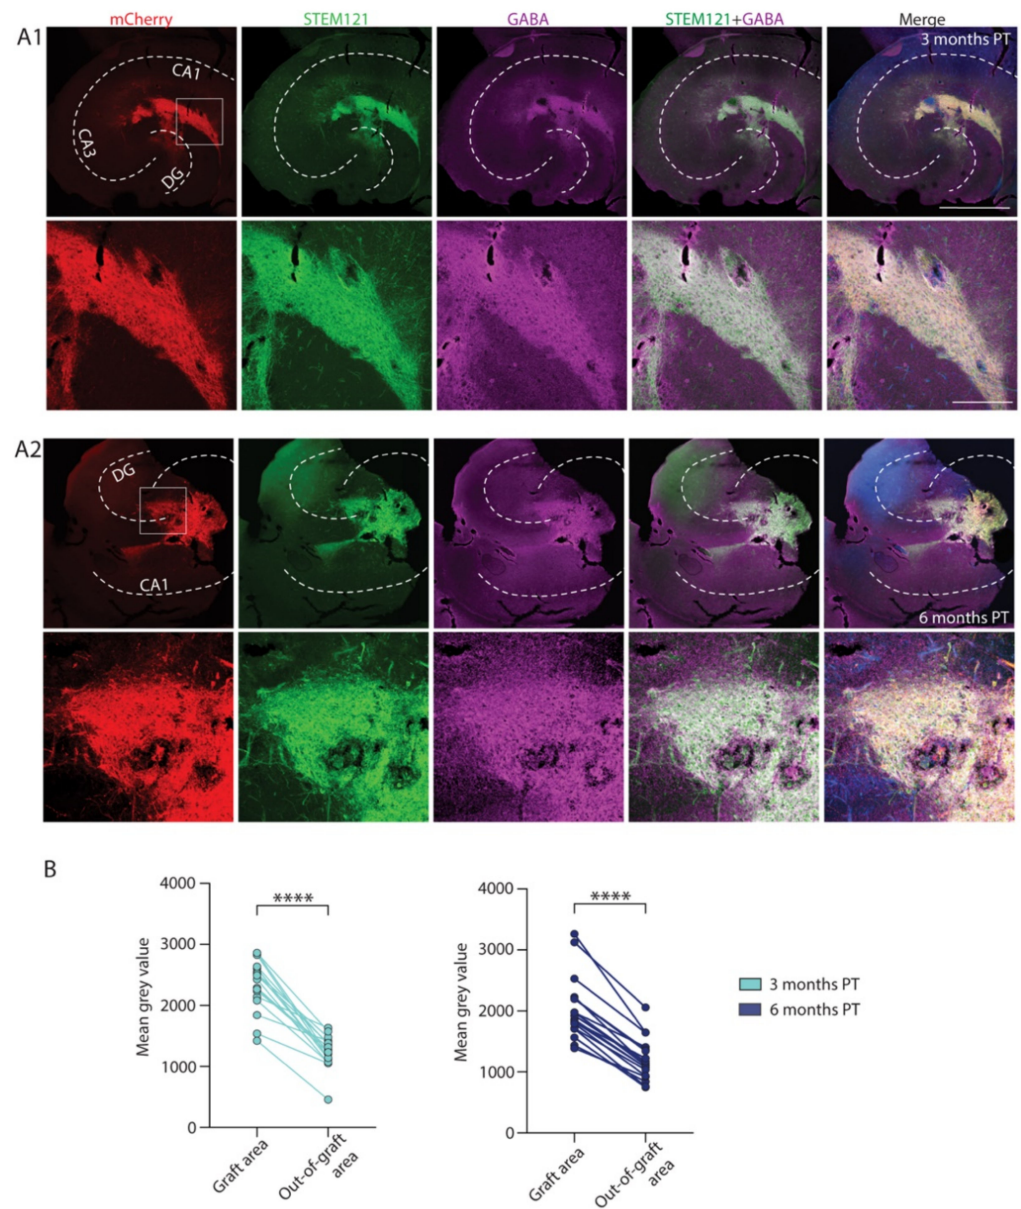 mCherry STEM121 GABA STEM121+GABA Merge
A1
3 months PT
CA1
CA3
DG
A2
DG
CA1
6 months PT
B
4000
3000
2000
1000
0
Mean grey value
****
Graft area
Out-of-graft
area
4000
3000
2000
1000
0
Mean grey value
****
Graft area
Out-of-graft
area
3 months PT
6 months PT